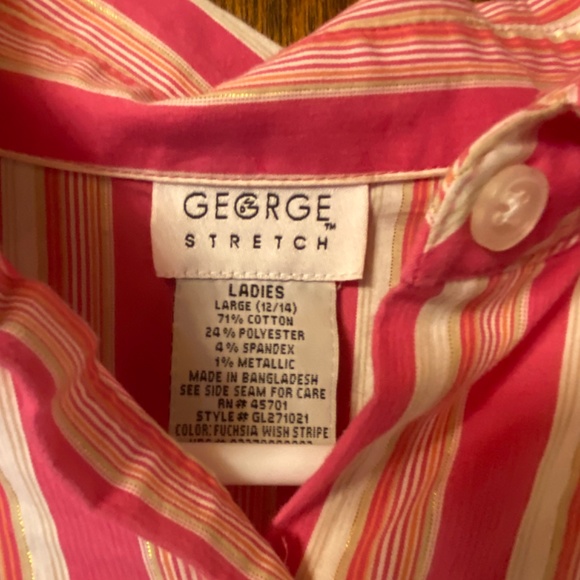 GEORGE
STRETCH
LADIES
LARGE (12/14)
71% COTTON
24% POLYESTER
4% SPANDEX
1% METALLIC
MADE IN BANGLADESH
SEE SIDE SEAM FOR CARE
RN# 45701
STYLE# GL271021
COLOR: FUCHSIA WISH STRIPE